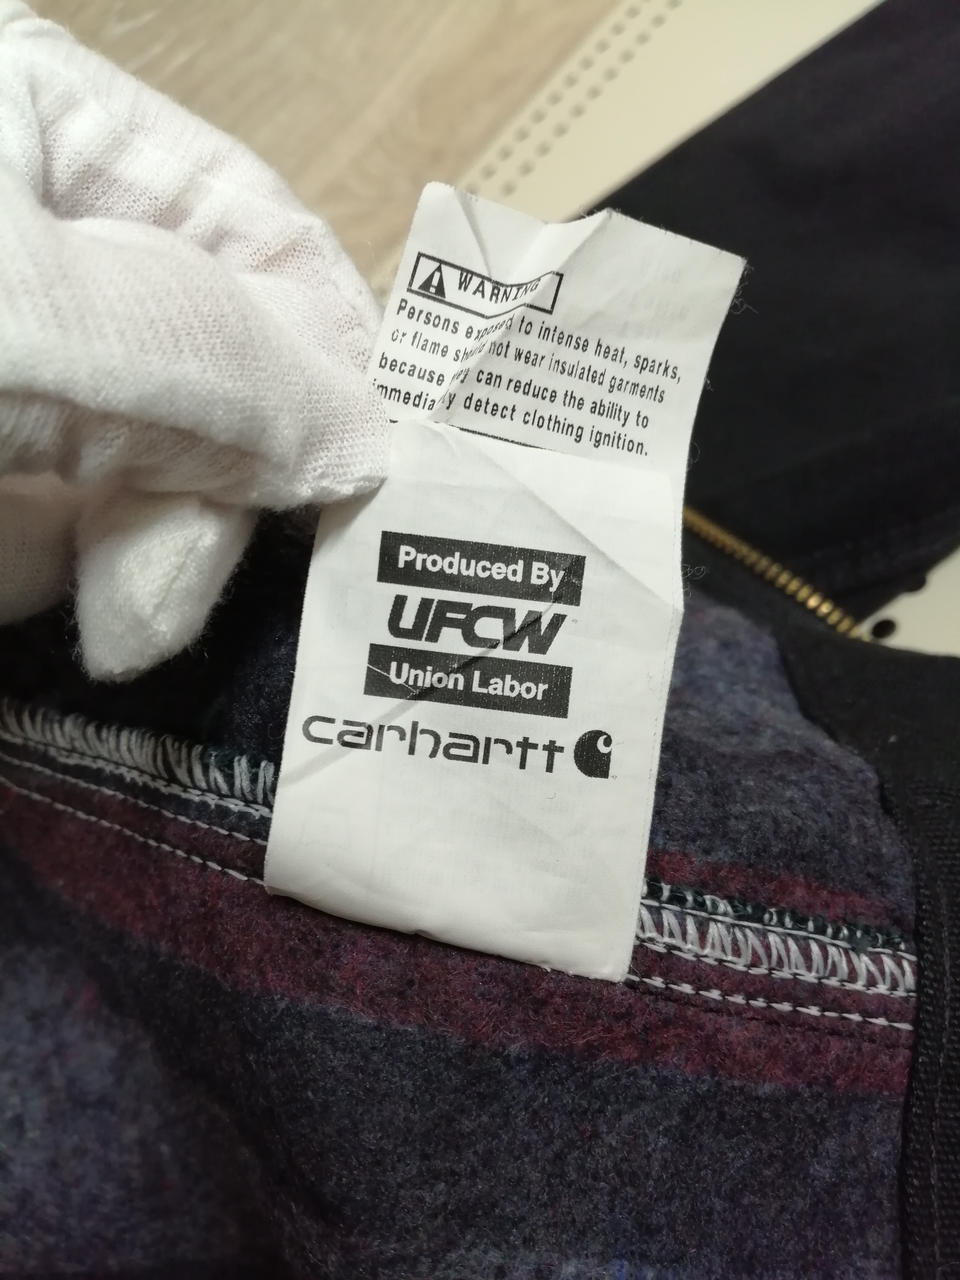 WARNING
Persons exposed to intense heat, sparks,
or flame should not wear insulated garments
because they can reduce the ability to
immediately detect clothing ignition.
Produced By
UFCW
Union Labor
carhartt